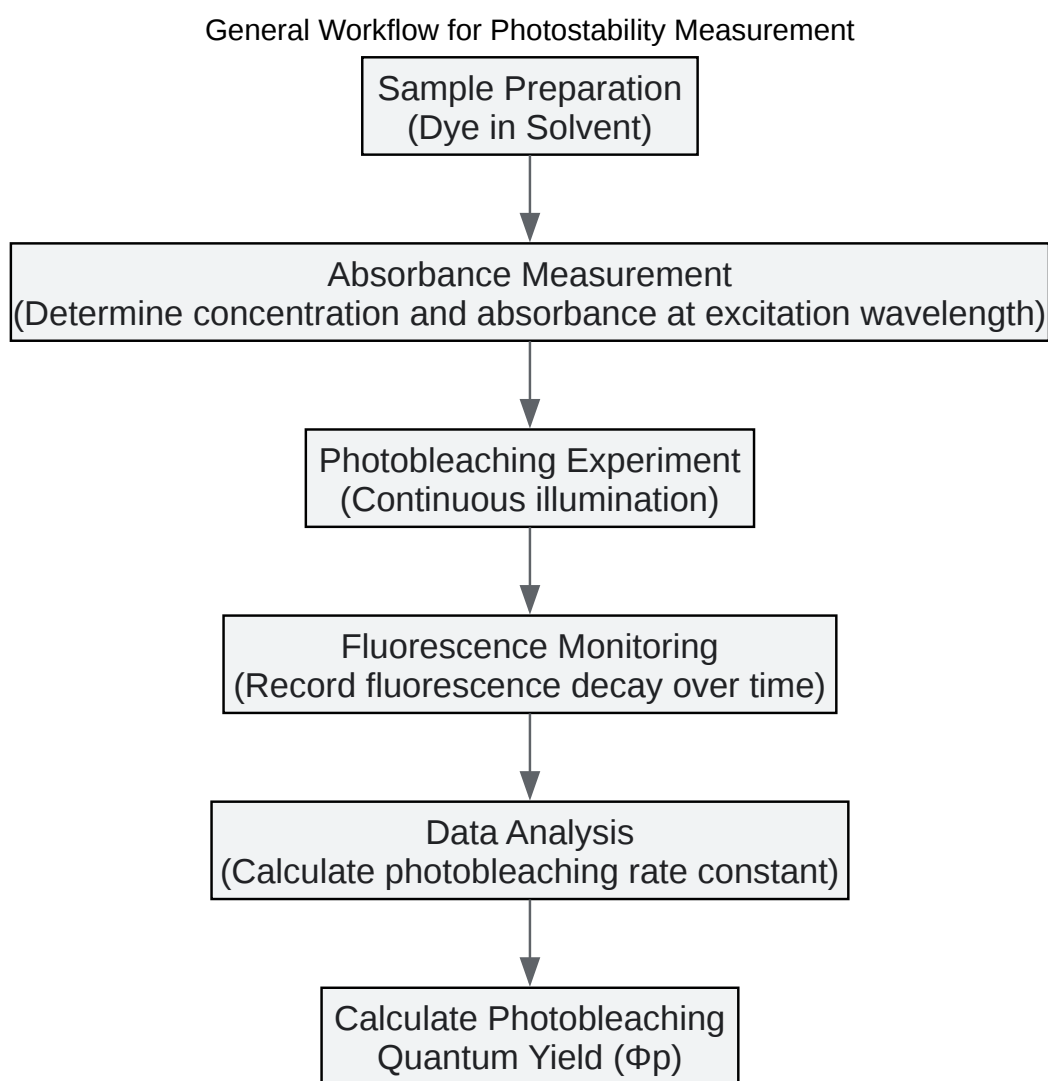 General Workflow for Photostability Measurement
Sample Preparation
(Dye in Solvent)
Absorbance Measurement
(Determine concentration and absorbance at excitation wavelength)
Photobleaching Experiment
(Continuous illumination)
Fluorescence Monitoring
(Record fluorescence decay over time)
Data Analysis
(Calculate photobleaching rate constant)
Calculate Photobleaching
Quantum Yield (Φp)